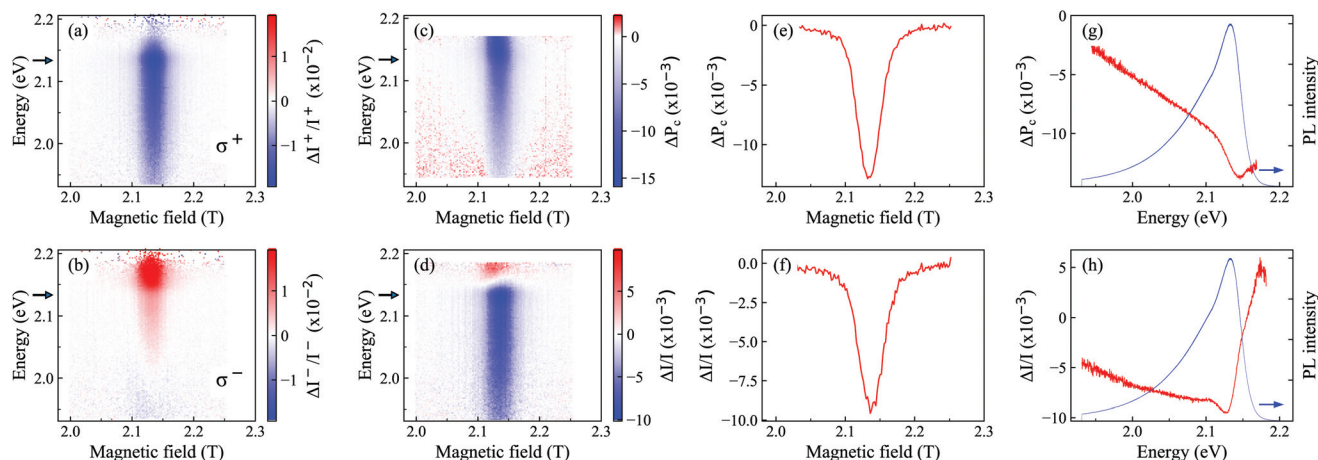 (a)
2.2
2.1
2.0
Energy (eV)
σ+
2.0 2.1 2.2 2.3
Magnetic field (T)
1
0
−1
ΔI+/I+ (x10−2)
(c)
2.2
2.1
2.0
Energy (eV)
2.0 2.1 2.2 2.3
Magnetic field (T)
0
−5
−10
−15
ΔPc (x10−3)
(e)
0
−5
−10
ΔPc (x10−3)
2.0 2.1 2.2 2.3
Magnetic field (T)
(g)
0
−5
−10
ΔPc (x10−3)
2.0 2.1 2.2
Energy (eV)
PL intensity
(b)
2.2
2.1
2.0
Energy (eV)
σ−
2.0 2.1 2.2 2.3
Magnetic field (T)
1
0
−1
ΔI−/I− (x10−2)
(d)
2.2
2.1
2.0
Energy (eV)
2.0 2.1 2.2 2.3
Magnetic field (T)
5
0
−5
−10
ΔI/I (x10−3)
(f)
0.0
−2.5
−5.0
−7.5
−10.0
ΔI/I (x10−3)
2.0 2.1 2.2 2.3
Magnetic field (T)
(h)
5
0
−5
−10
ΔI/I (x10−3)
2.0 2.1 2.2
Energy (eV)
PL intensity